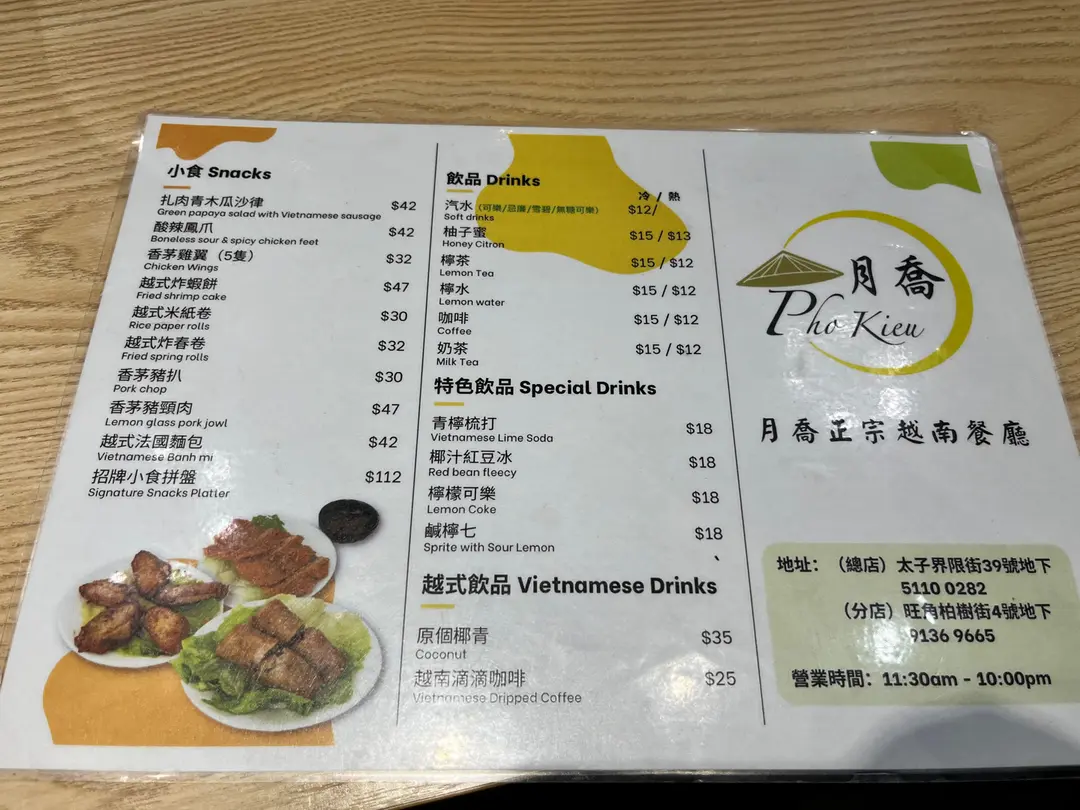 小食 Snacks
扎肉青木瓜沙律 $42
Green papaya salad with Vietnamese sausage
酸辣鳳爪 $42
Boneless sour & spicy chicken feet
香茅雞翼（5隻） $32
Chicken Wings
越式炸蝦餅 $47
Fried shrimp cake
越式米紙卷 $30
Rice paper rolls
越式炸春卷 $32
Fried spring rolls
香茅豬扒 $30
Pork chop
香茅豬頸肉 $47
Lemon glass pork jowl
越式法國麵包 $42
Vietnamese Banh mi
招牌小食拼盤 $112
Signature Snacks Platler
飲品 Drinks
冷 / 熱
汽水（可樂/忌廉/雪碧/無糖可樂） $12/
Soft drinks
柚子蜜 $15 / $13
Honey Citron
檸茶 $15 / $12
Lemon Tea
檸水 $15 / $12
Lemon water
咖啡 $15 / $12
Coffee
奶茶 $15 / $12
Milk Tea
特色飲品 Special Drinks
青檸梳打 $18
Vietnamese Lime Soda
椰汁紅豆冰 $18
Red bean fleecy
檸檬可樂 $18
Lemon Coke
鹹檸七 $18
Sprite with Sour Lemon
越式飲品 Vietnamese Drinks
原個椰青 $35
Coconut
越南滴滴咖啡 $25
Vietnamese Dripped Coffee
月喬
Pho Kieu
月喬正宗越南餐廳
地址：（總店）太子界限街39號地下
5110 0282
（分店）旺角柏樹街4號地下
9136 9665
營業時間：11:30am - 10:00pm